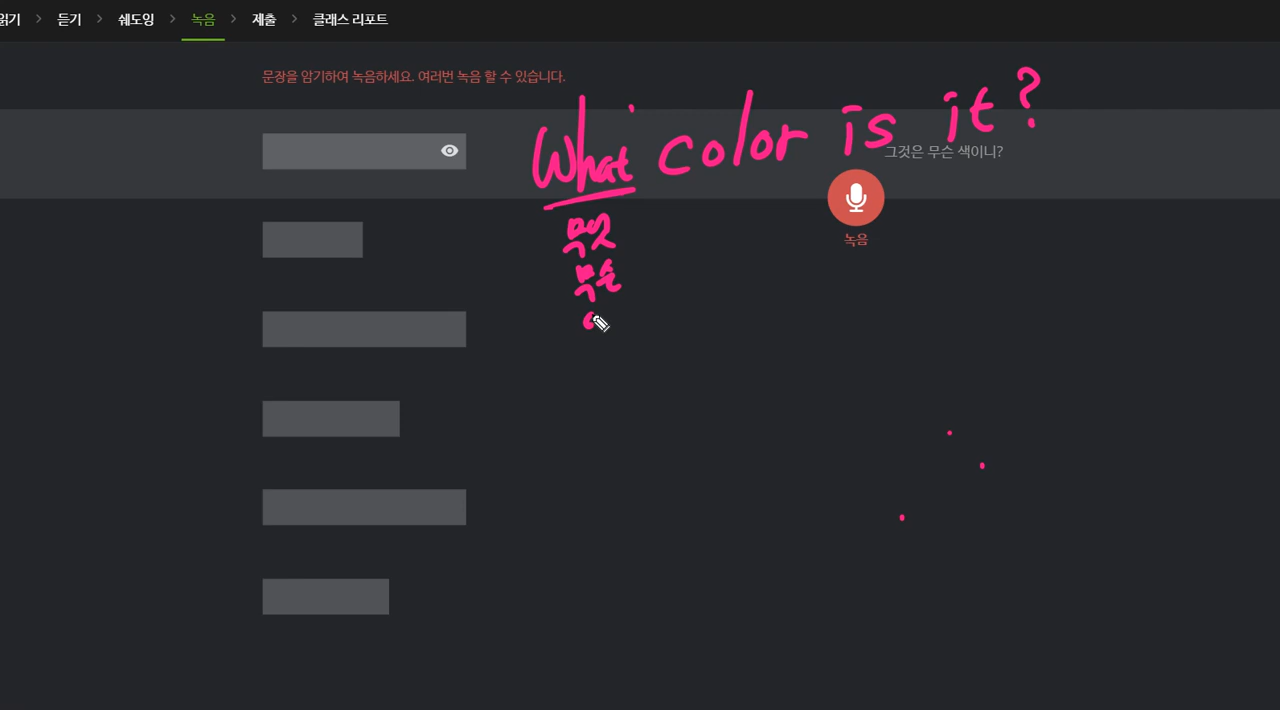 읽기 > 듣기 > 쉐도잉 > 녹음 > 제출 > 클래스 리포트
문장을 암기하여 녹음하세요. 여러번 녹음 할 수 있습니다.
What color is it?
그것은 무슨 색이니?
녹음
무엇
무슨